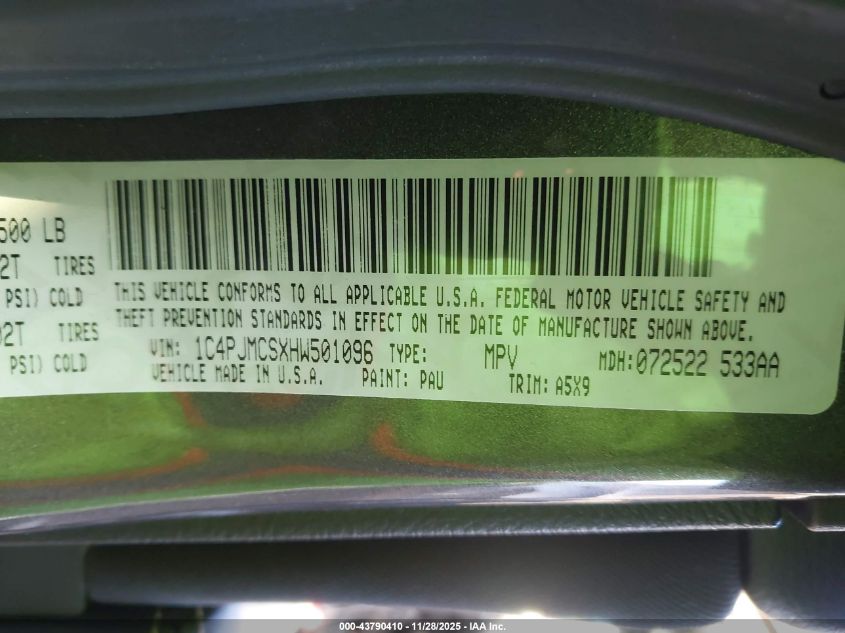 500 LB
2T TIRES
PSI) COLD
02T TIRES
PSI) COLD
THIS VEHICLE CONFORMS TO ALL APPLICABLE U.S.A. FEDERAL MOTOR VEHICLE SAFETY AND
THEFT PREVENTION STANDARDS IN EFFECT ON THE DATE OF MANUFACTURE SHOWN ABOVE.
VIN: 1C4PJMCSXHW501096 TYPE: MPV MDH:072522 533AA
VEHICLE MADE IN U.S.A. PAINT: PAU TRIM: A5X9
000-43790410 - 11/28/2025 - IAA Inc.